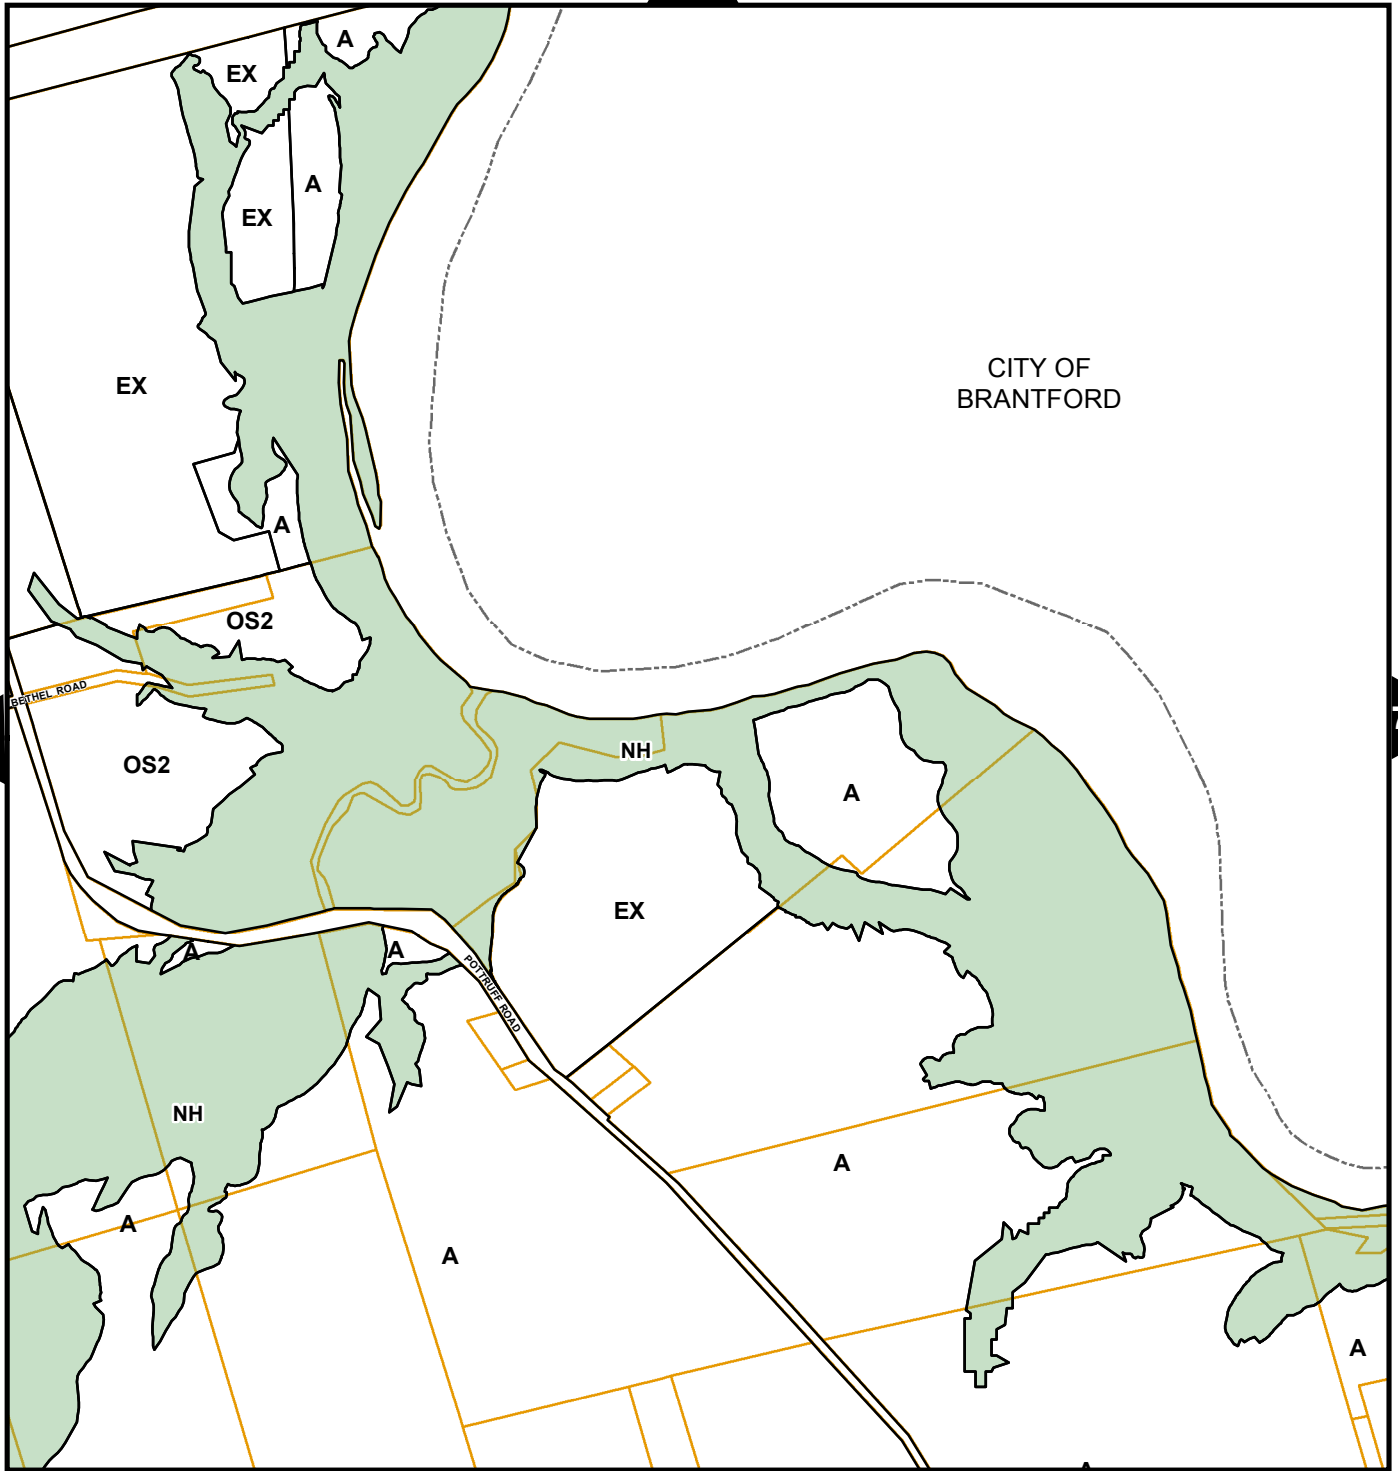 A
EX
A
EX
CITY OF
BRANTFORD
EX
A
OS2
BETHEL ROAD
NH
OS2
A
EX
A
A
POTTRUFF ROAD
NH
A
A
A
A